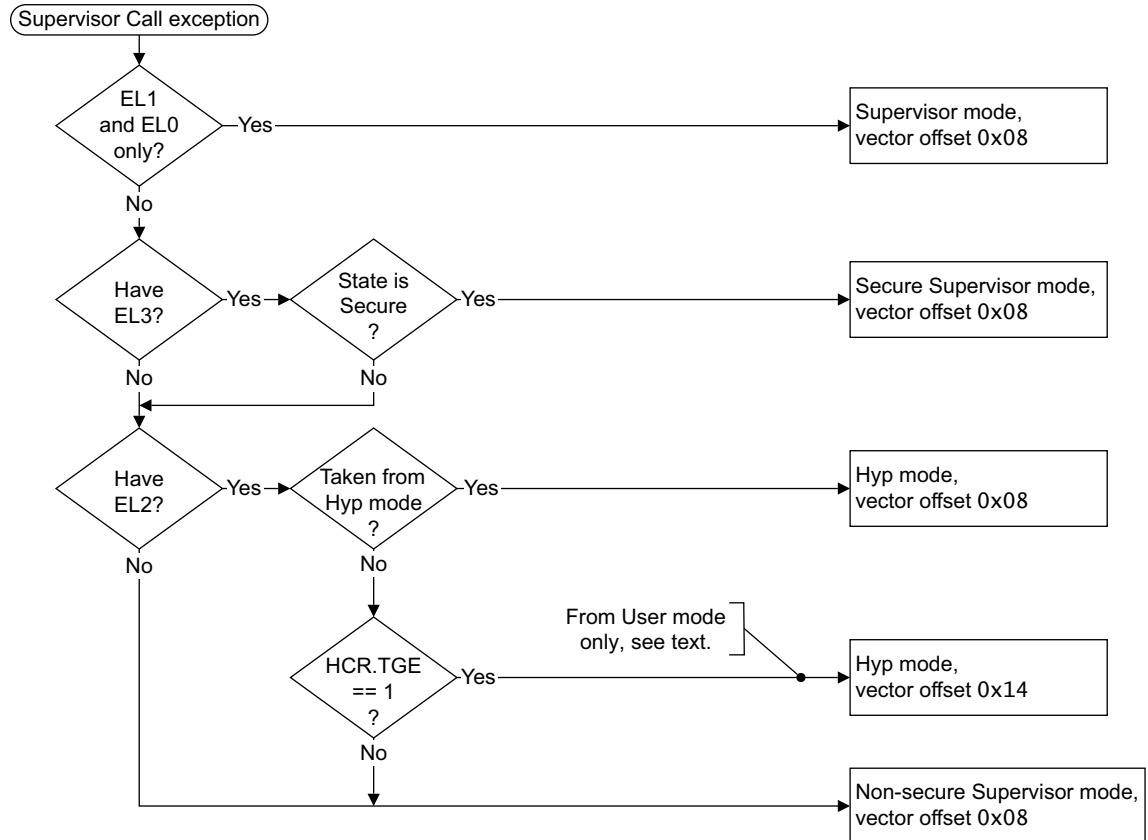 Supervisor Call exception
EL1
and EL0
only?
Yes
Supervisor mode,
vector offset 0x08
No
Have
EL3?
Yes
State is
Secure
?
Yes
Secure Supervisor mode,
vector offset 0x08
No
No
Have
EL2?
Yes
Taken from
Hyp mode
?
Yes
Hyp mode,
vector offset 0x08
No
No
From User mode
only, see text.
HCR.TGE
== 1
?
Yes
Hyp mode,
vector offset 0x14
No
Non-secure Supervisor mode,
vector offset 0x08